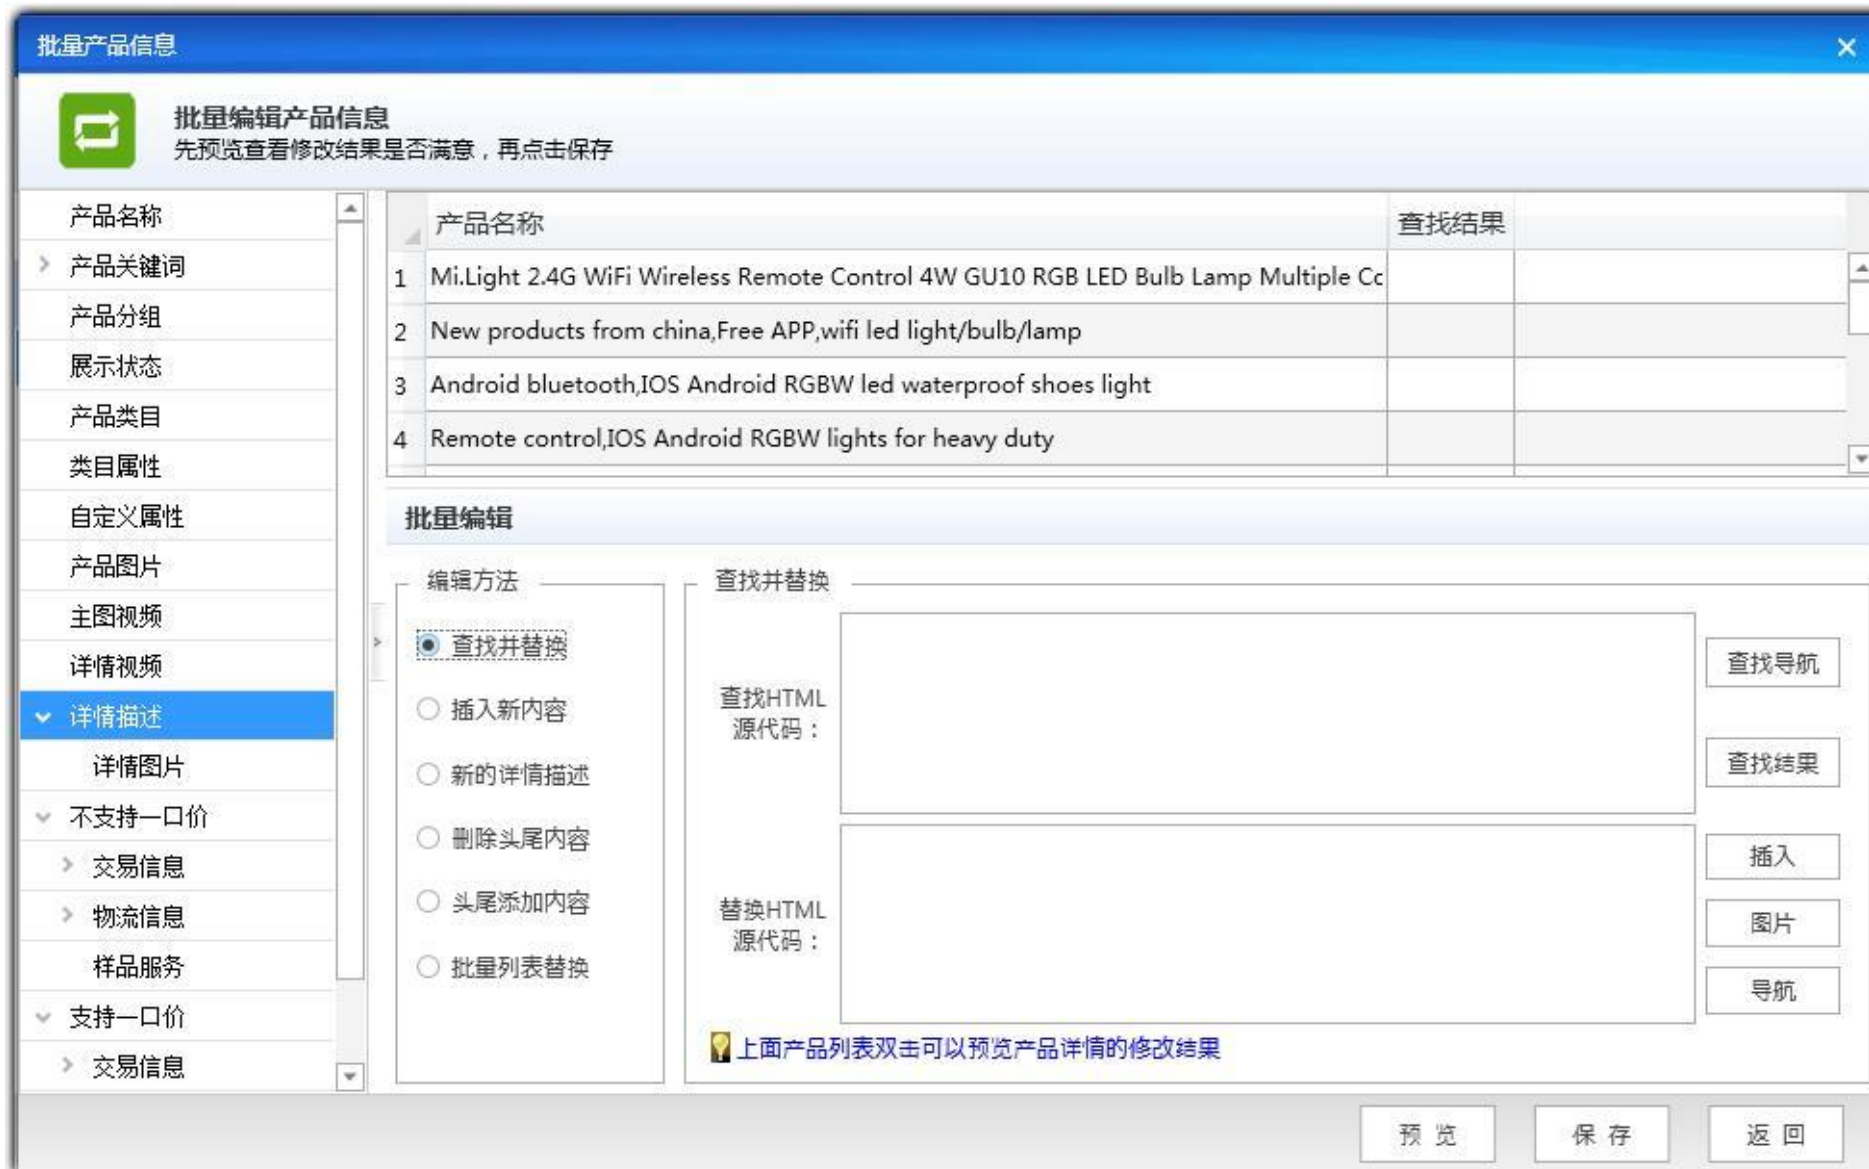 批量产品信息
批量编辑产品信息
先预览查看修改结果是否满意，再点击保存
产品名称
产品关键词
产品分组
展示状态
产品类目
类目属性
自定义属性
产品图片
主图视频
详情视频
详情描述
详情图片
不支持一口价
交易信息
物流信息
样品服务
支持一口价
交易信息
产品名称 查找结果
1 Mi.Light 2.4G WiFi Wireless Remote Control 4W GU10 RGB LED Bulb Lamp Multiple Cc
2 New products from china,Free APP,wifi led light/bulb/lamp
3 Android bluetooth,IOS Android RGBW led waterproof shoes light
4 Remote control,IOS Android RGBW lights for heavy duty
批量编辑
编辑方法
查找并替换
插入新内容
新的详情描述
删除头尾内容
头尾添加内容
批量列表替换
查找并替换
查找HTML
源代码：
查找导航
查找结果
替换HTML
源代码：
插入
图片
导航
上面产品列表双击可以预览产品详情的修改结果
预览 保存 返回